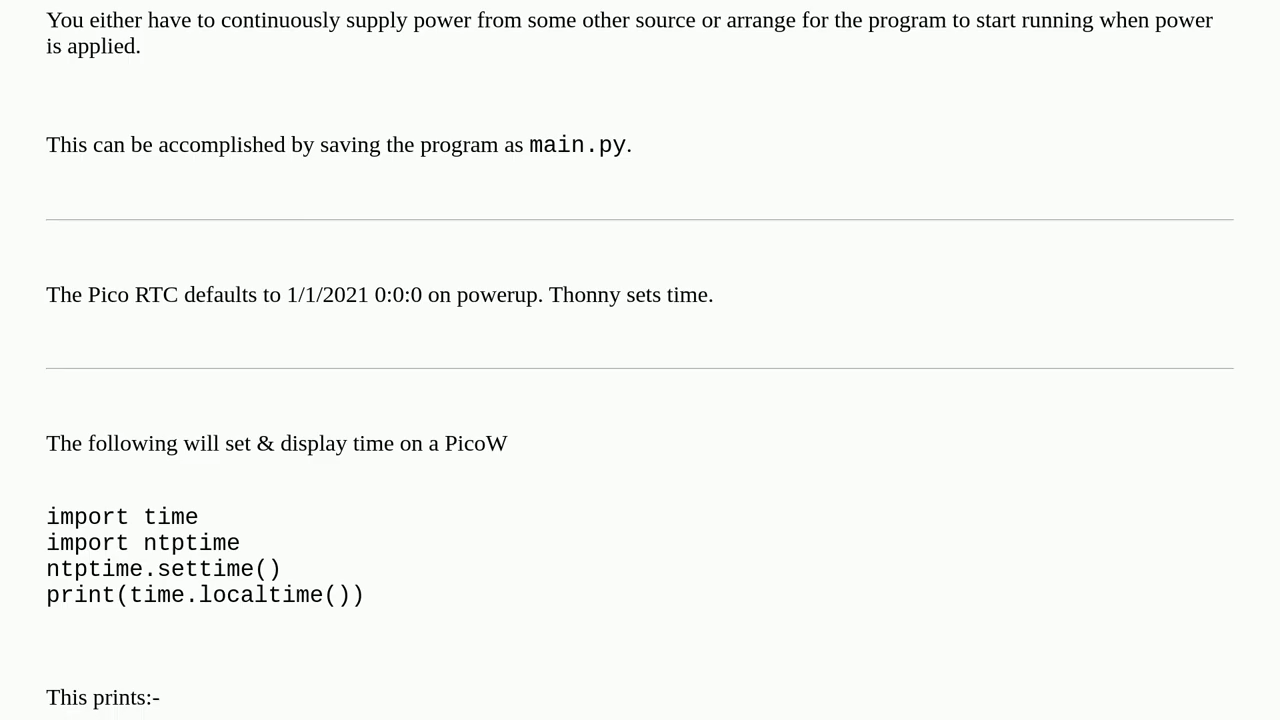 You either have to continuously supply power from some other source or arrange for the program to start running when power
is applied.
This can be accomplished by saving the program as main.py.
The Pico RTC defaults to 1/1/2021 0:0:0 on powerup. Thonny sets time.
The following will set & display time on a PicoW
import time
import ntptime
ntptime.settime()
print(time.localtime())
This prints:-